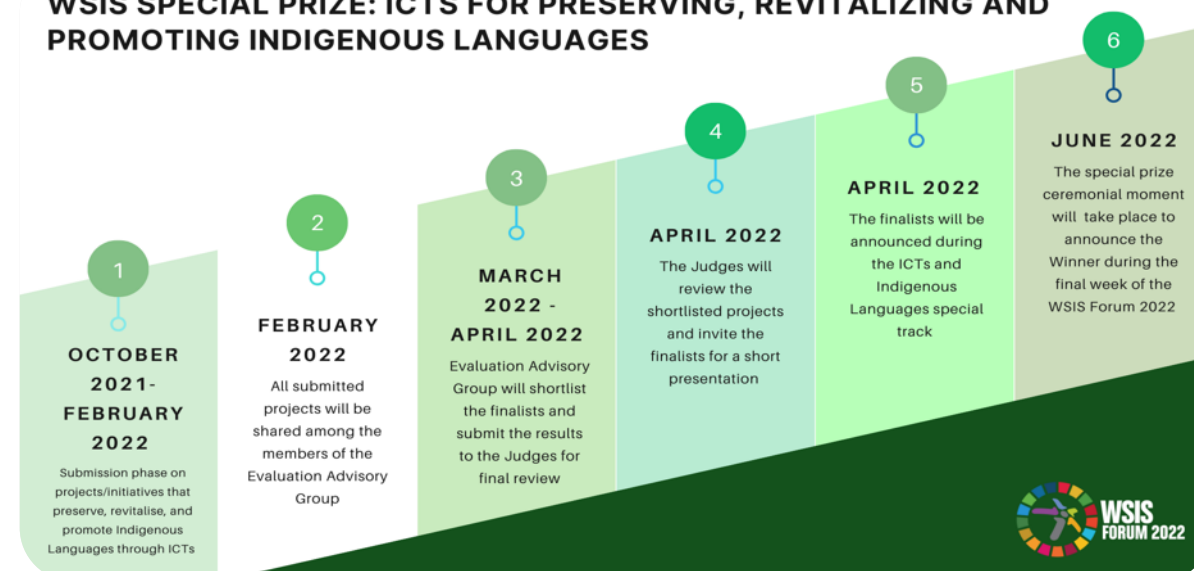 WSIS SPECIAL PRIZE: ICTS FOR PRESERVING, REVITALIZING AND
PROMOTING INDIGENOUS LANGUAGES
1
OCTOBER
2021-
FEBRUARY
2022
Submission phase on
projects/initiatives that
preserve, revitalise, and
promote Indigenous
Languages through ICTs
2
FEBRUARY
2022
All submitted
projects will be
shared among the
members of the
Evaluation Advisory
Group
3
MARCH
2022 -
APRIL 2022
Evaluation Advisory
Group will shortlist
the finalists and
submit the results
to the Judges for
final review
4
APRIL 2022
The Judges will
review the
shortlisted projects
and invite the
finalists for a short
presentation
5
APRIL 2022
The finalists will be
announced during
the ICTs and
Indigenous
Languages special
track
6
JUNE 2022
The special prize
ceremonial moment
will take place to
announce the
Winner during the
final week of the
WSIS Forum 2022
WSIS
FORUM 2022